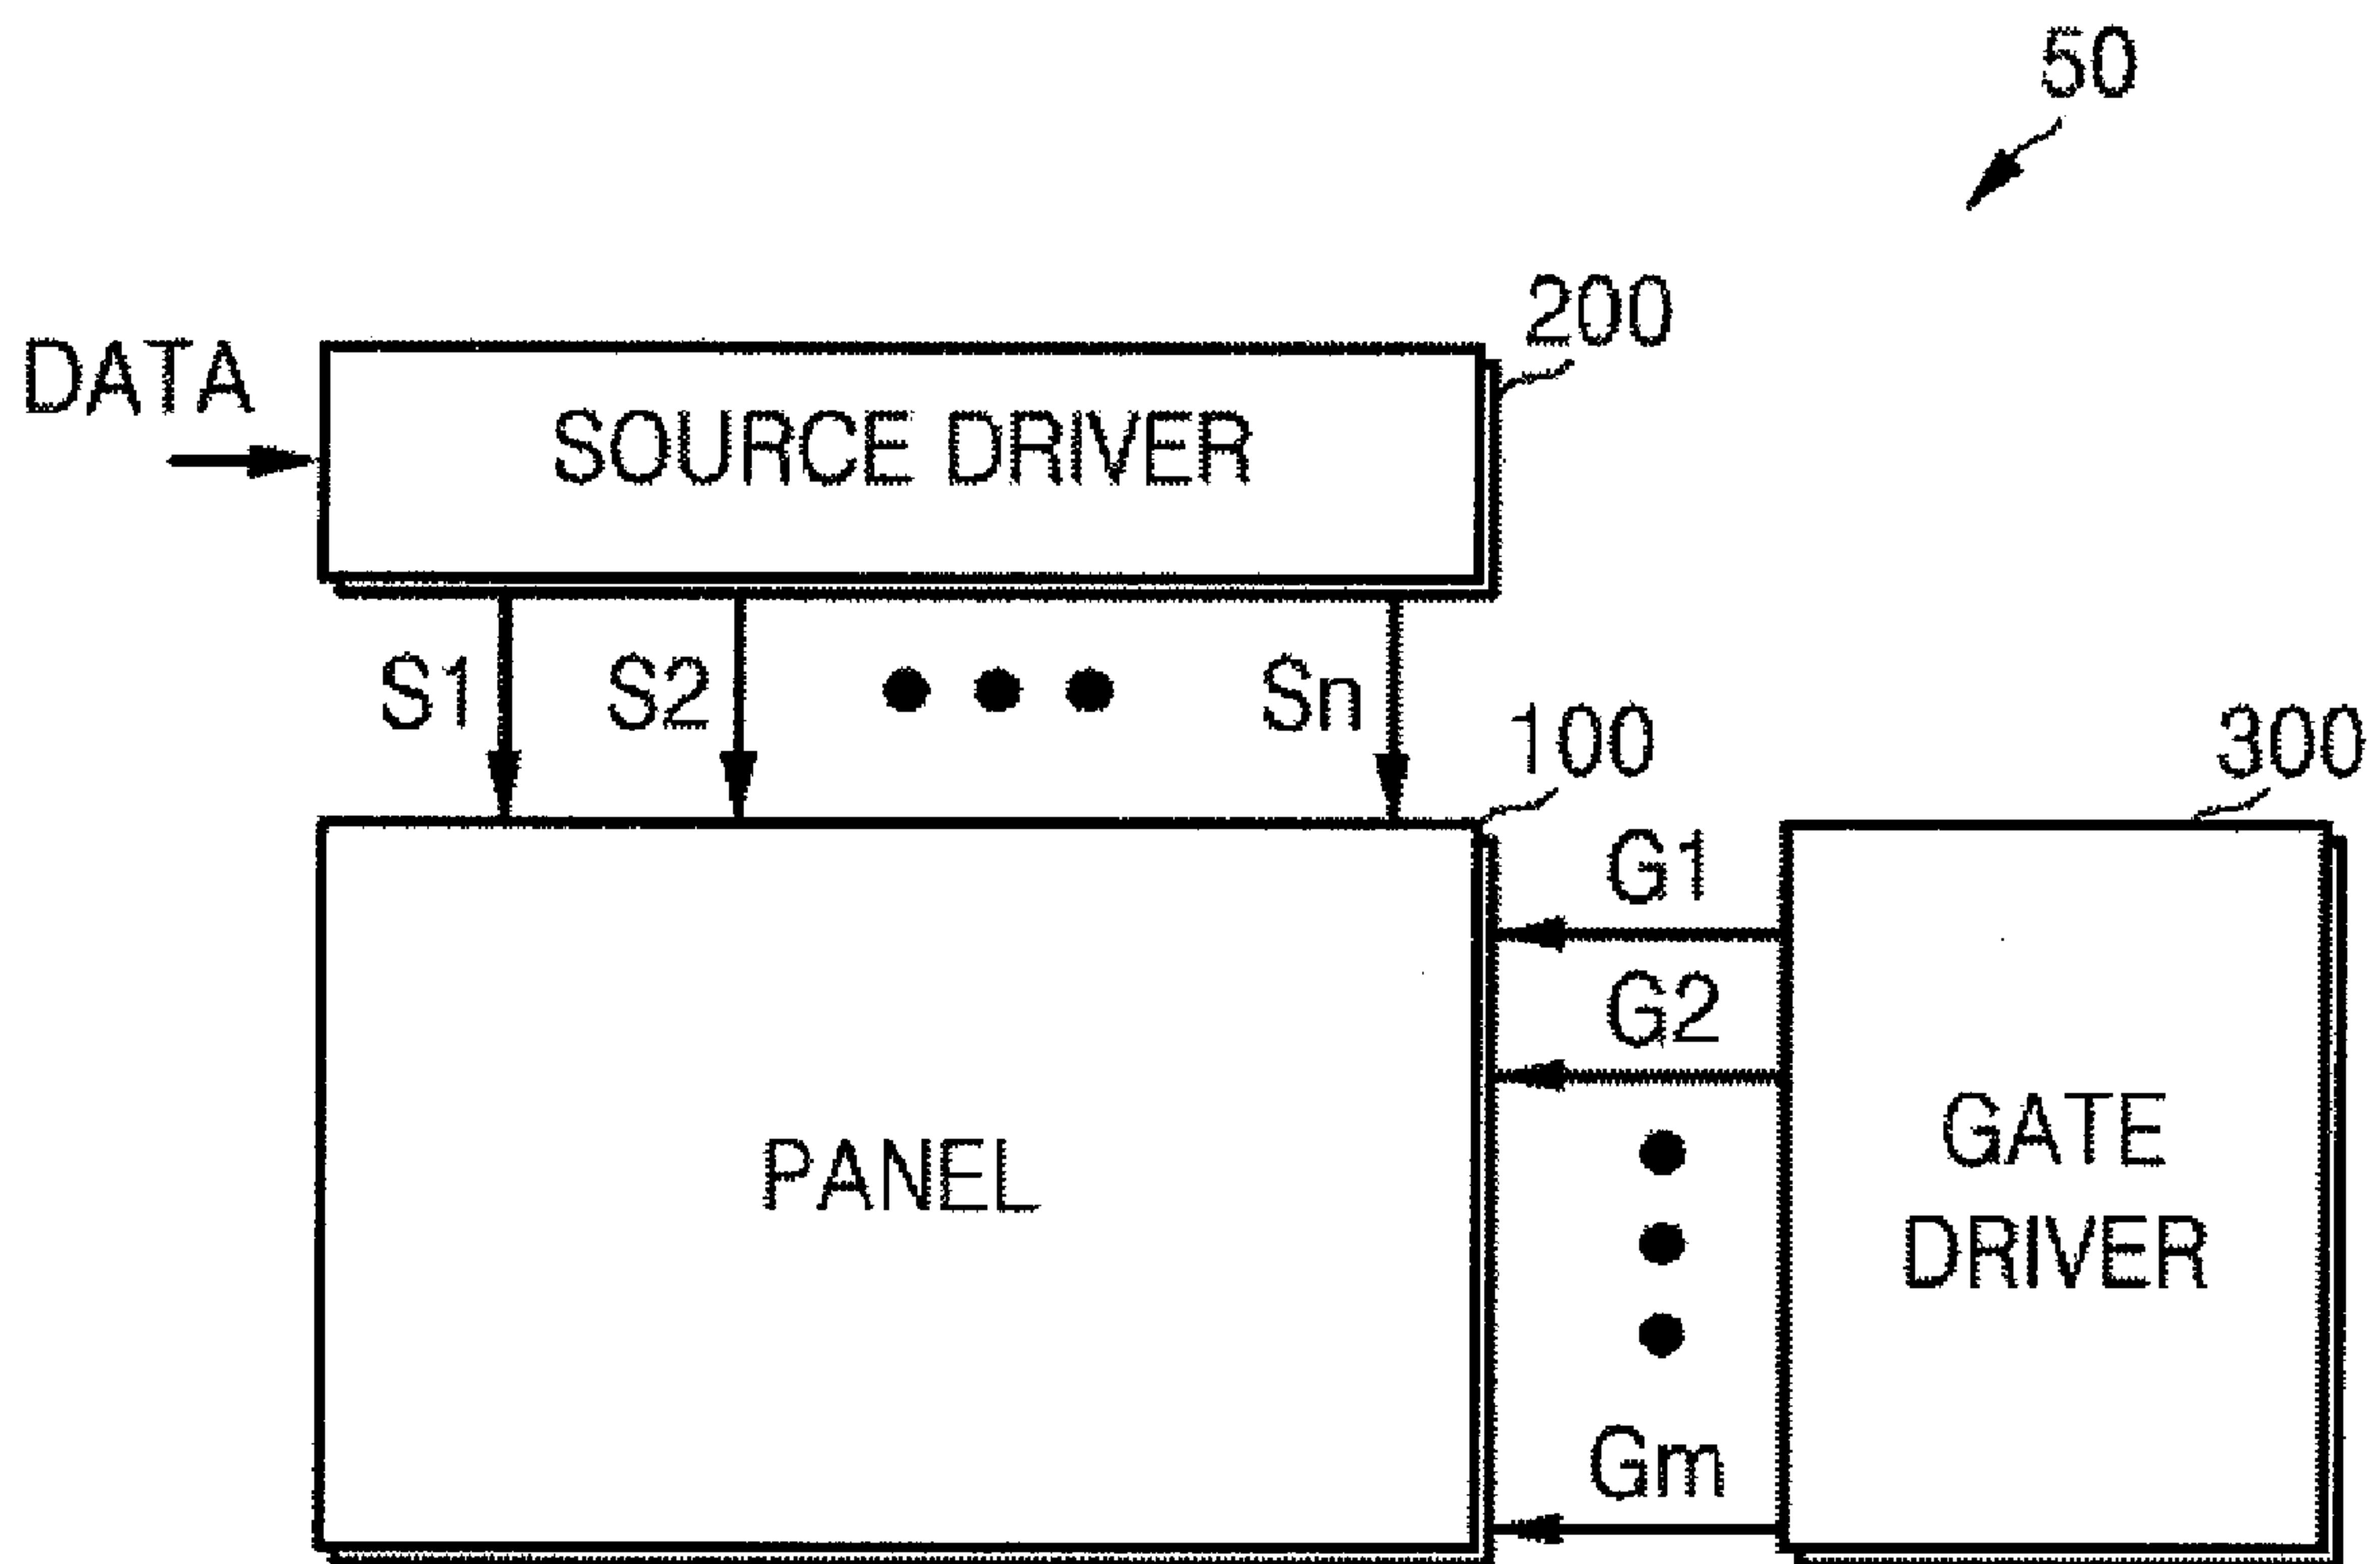 50
200
DATA
SOURCE DRIVER
S1
S2
Sn
100
300
G1
G2
PANEL
GATE
DRIVER
Gm